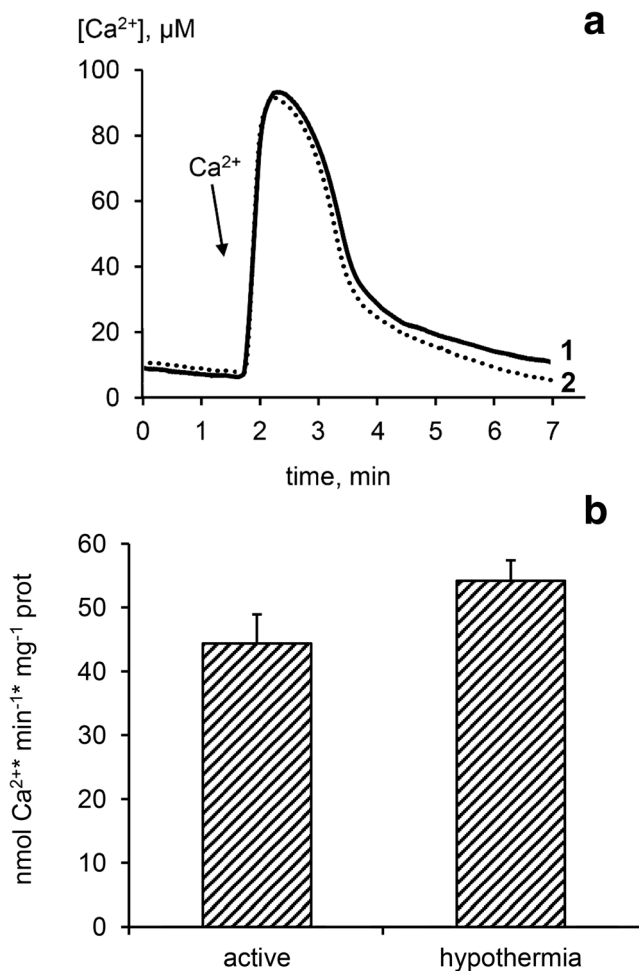 [Ca²⁺], µM
a
100
80
60
40
20
0
Ca²⁺
1
2
0 1 2 3 4 5 6 7
time, min
b
nmol Ca²⁺* min⁻¹* mg⁻¹ prot
60
50
40
30
20
10
0
active hypothermia